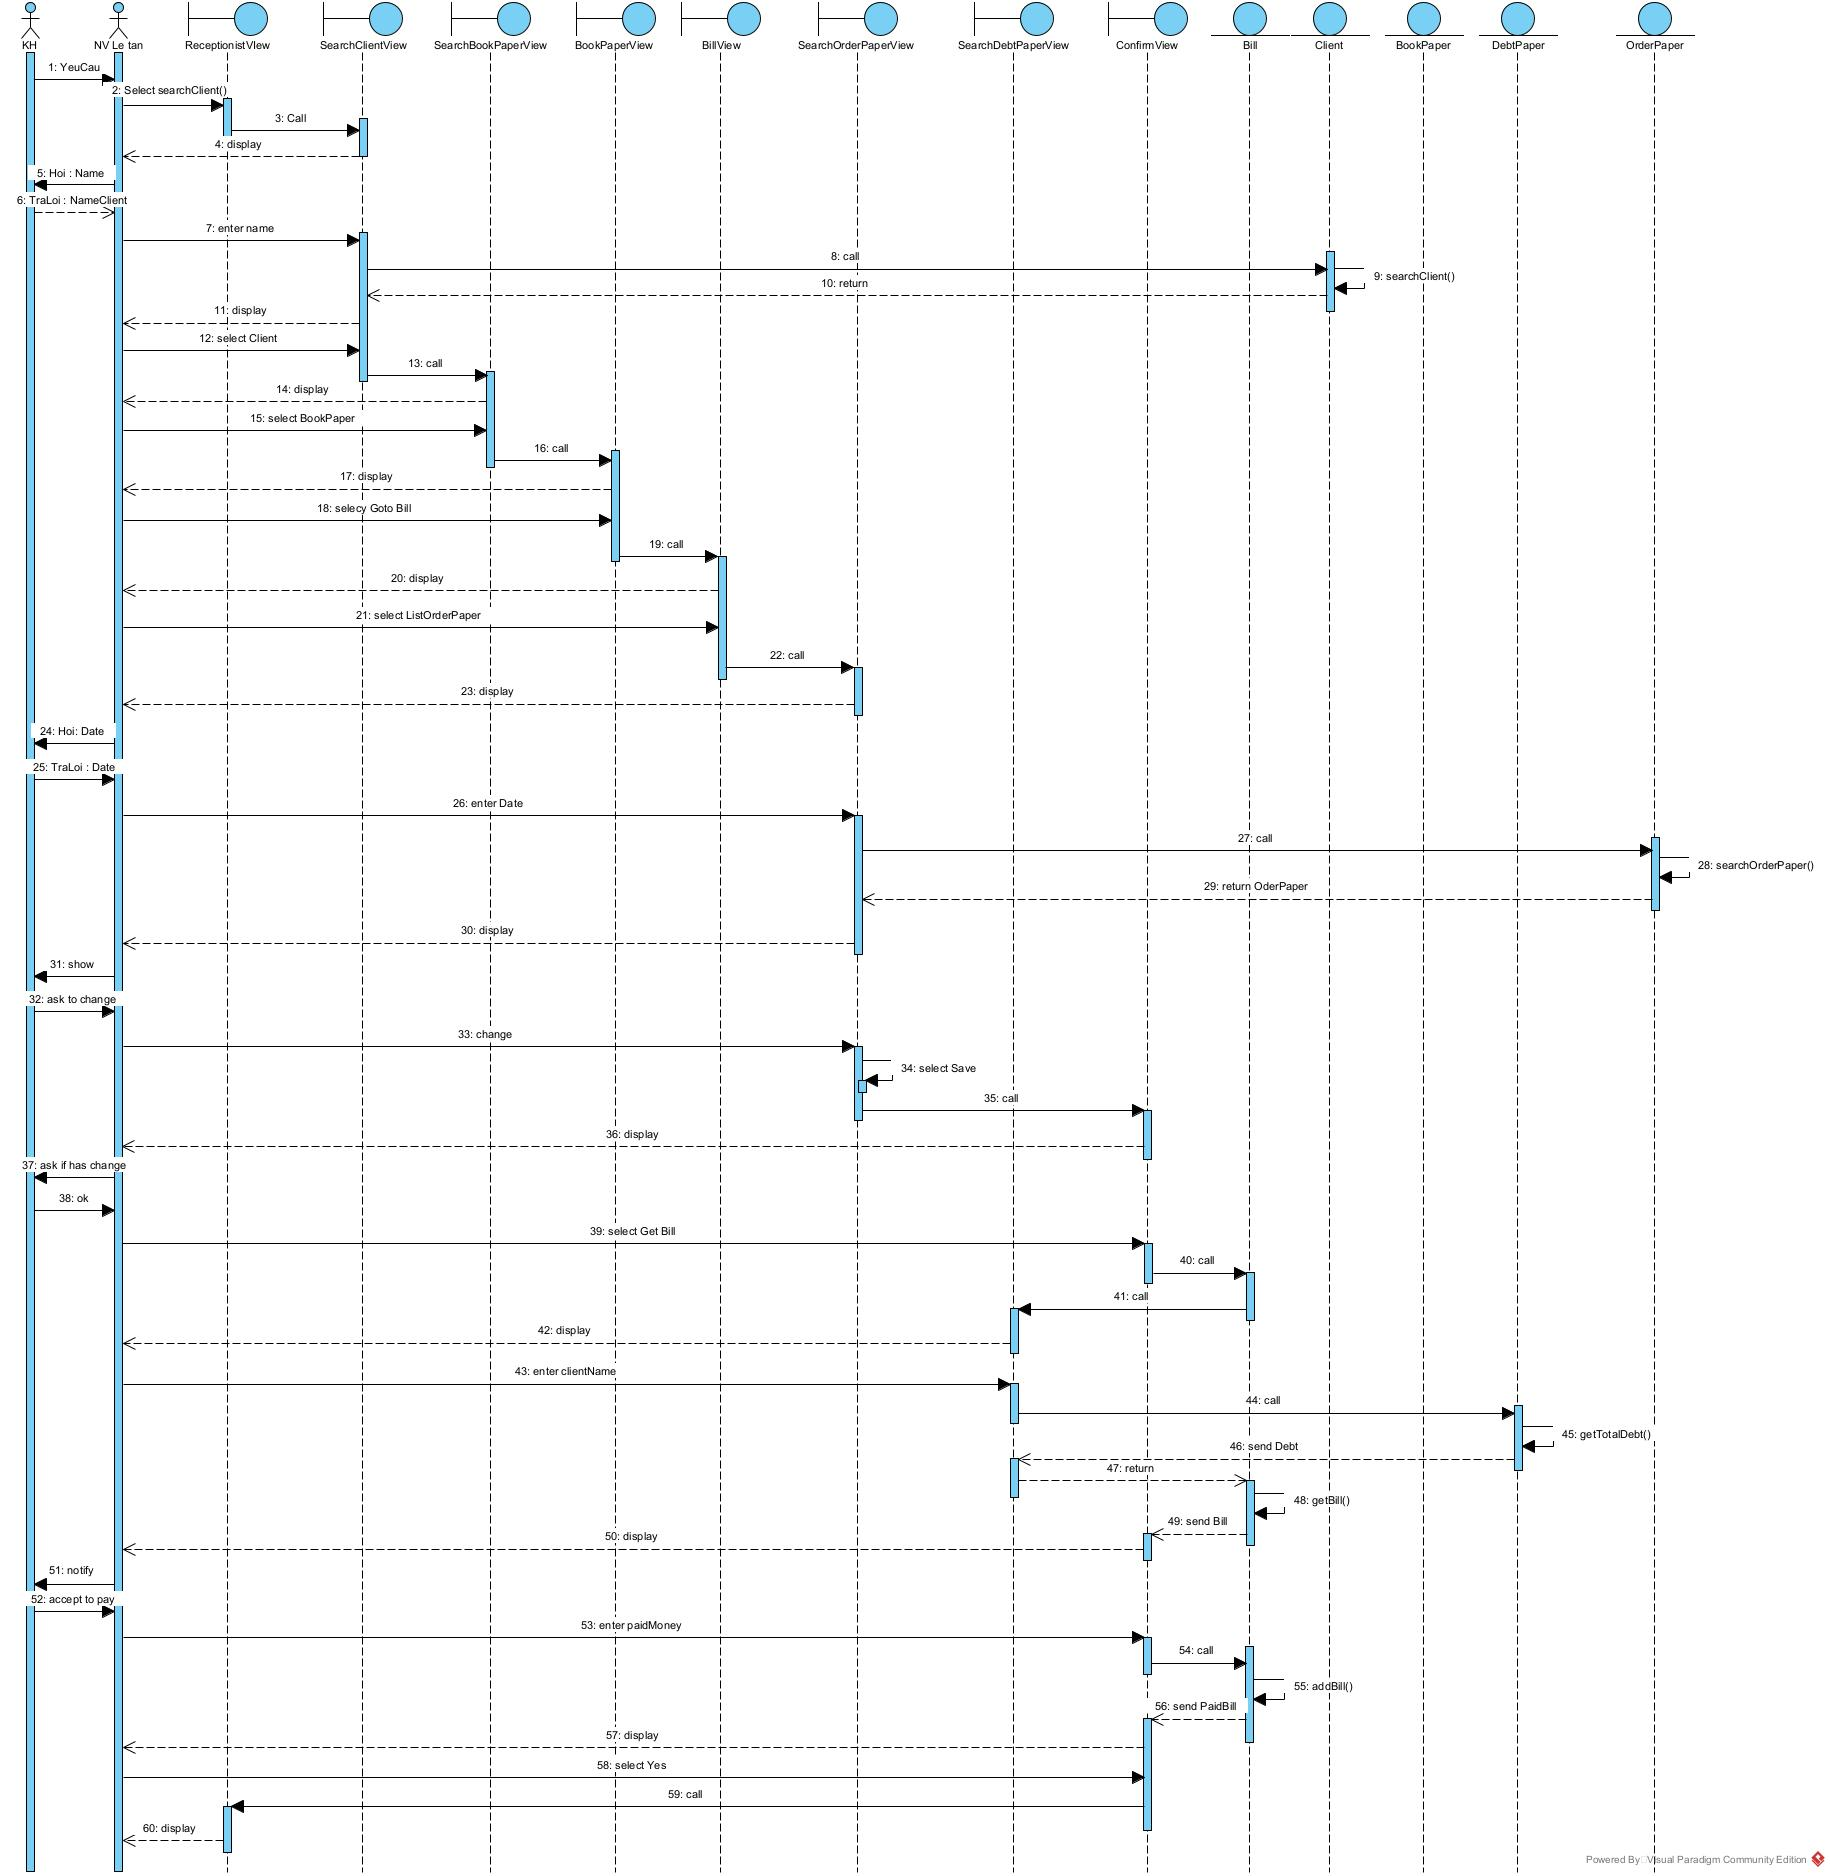 KH
NV Le tan
ReceptionistVIew
SearchClientView
SearchBookPaperView
BookPaperView
BillView
SearchOrderPaperView
SearchDebtPaperView
ConfirmView
Bill
Client
BookPaper
DebtPaper
OrderPaper
1: YeuCau
2: Select searchClient()
3: Call
4: display
5: Hoi : Name
6: TraLoi : NameClient
7: enter name
8: call
9: searchClient()
10: return
11: display
12: select Client
13: call
14: display
15: select BookPaper
16: call
17: display
18: selecy Goto Bill
19: call
20: display
21: select ListOrderPaper
22: call
23: display
24: Hoi: Date
25: TraLoi : Date
26: enter Date
27: call
28: searchOrderPaper()
29: return OderPaper
30: display
31: show
32: ask to change
33: change
34: select Save
35: call
36: display
37: ask if has change
38: ok
39: select Get Bill
40: call
41: call
42: display
43: enter clientName
44: call
45: getTotalDebt()
46: send Debt
47: return
48: getBill()
49: send Bill
50: display
51: notify
52: accept to pay
53: enter paidMoney
54: call
55: addBill()
56: send PaidBill
57: display
58: select Yes
59: call
60: display
Powered By Visual Paradigm Community Edition